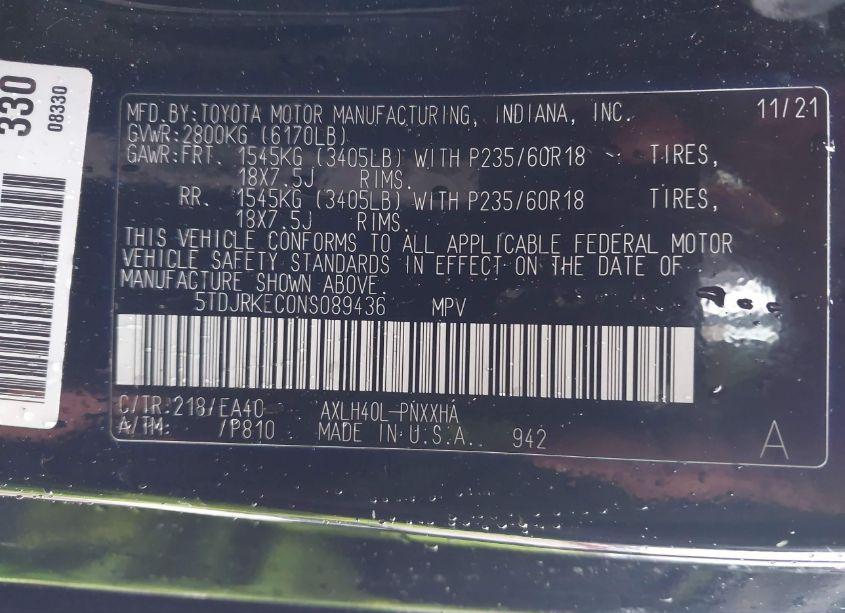 330
08330
MFD.BY:TOYOTA MOTOR MANUFACTURING, INDIANA, INC. 11/21
GVWR:2800KG (6170LB)
GAWR:FRT. 1545KG (3405LB) WITH P235/60R18 TIRES,
18X7.5J RIMS.
RR. 1545KG (3405LB) WITH P235/60R18 TIRES,
18X7.5J RIMS.
THIS VEHICLE CONFORMS TO ALL APPLICABLE FEDERAL MOTOR
VEHICLE SAFETY STANDARDS IN EFFECT ON THE DATE OF
MANUFACTURE SHOWN ABOVE.
5TDJRKEC0NS089436 MPV
C/TR:218/EA40 AXLH40L-PNXXHA
A/TM: /P810 MADE IN U.S.A. 942 A